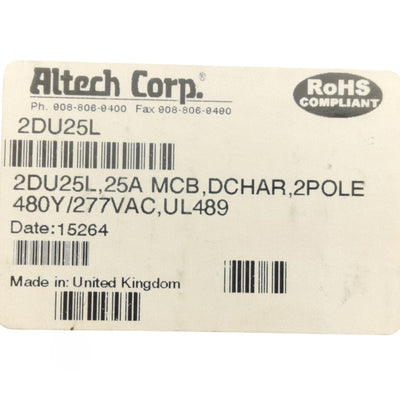 Altech Corp.®
RoHS
COMPLIANT
Ph. 908-806-9400 Fax 908-806-9490
2DU25L
2DU25L,25A MCB,DCHAR,2POLE
480Y/277VAC,UL489
Date:15264
Made in: United Kingdom